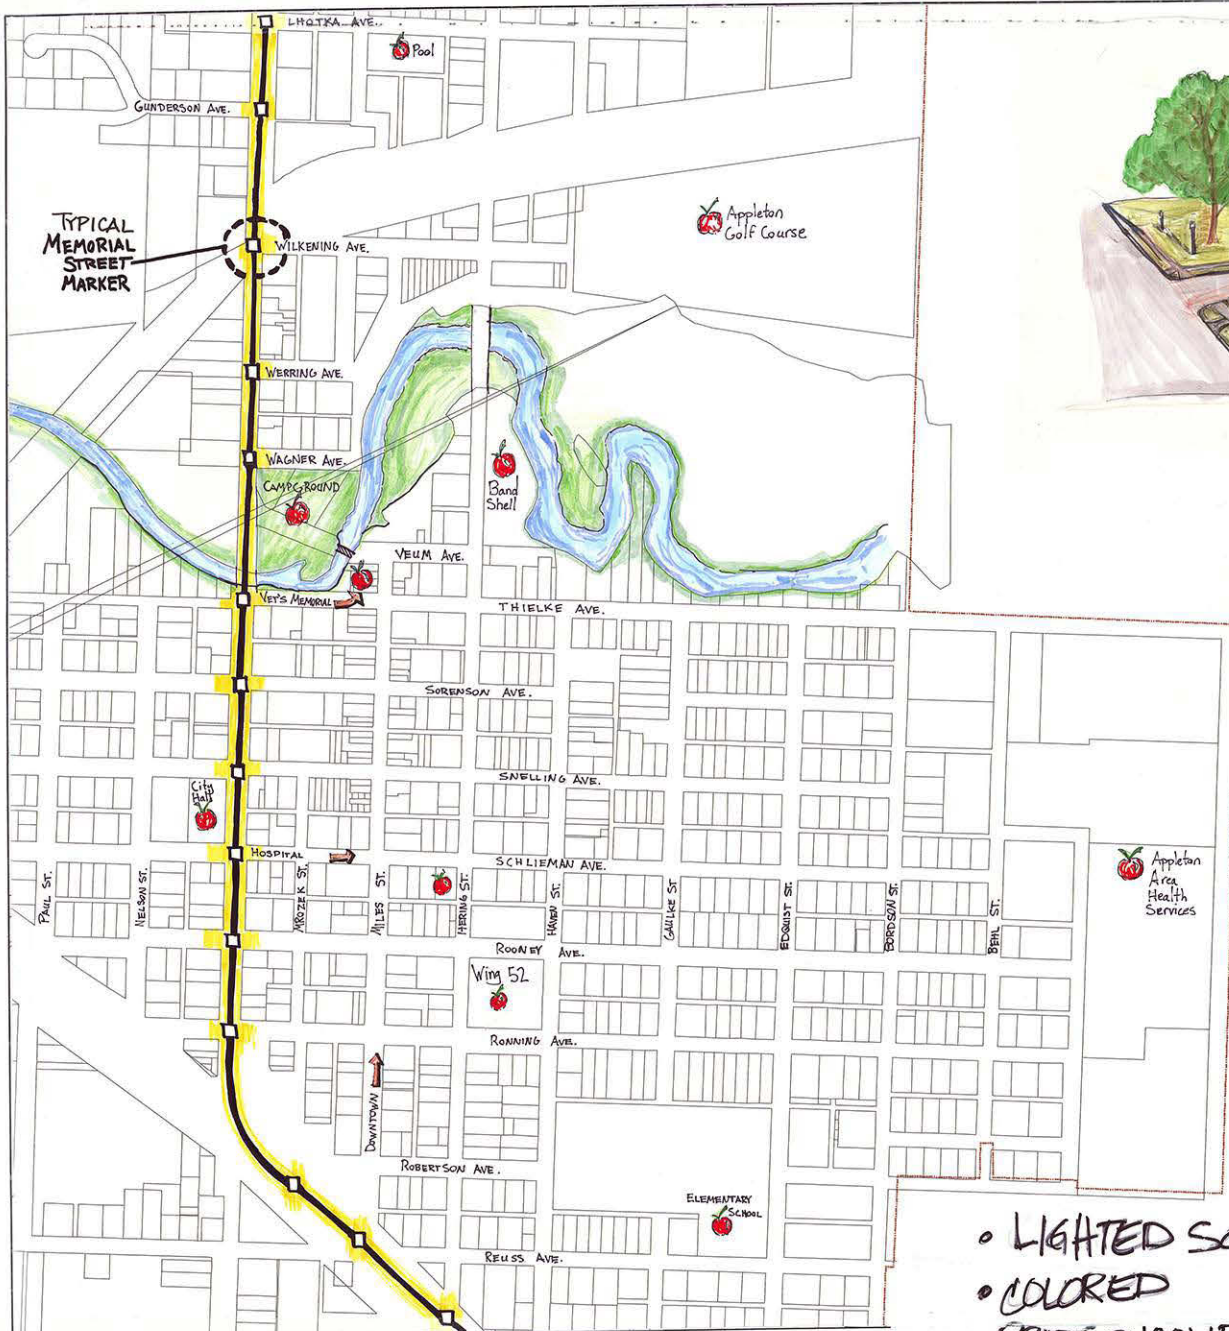 LHOTKA AVE.
Pool
GUNDERSON AVE.
TYPICAL
MEMORIAL
STREET
MARKER
WILKENING AVE.
Appleton
Golf Course
WERRING AVE.
WAGNER AVE.
CAMPGROUND
Band
Shell
VEUM AVE.
VET'S MEMORIAL
THIELKE AVE.
SORENSON AVE.
SNELLING AVE.
City
Hall
HOSPITAL
SCHLIEMAN AVE.
Appleton
Area
Health
Services
PAUL ST.
NELSON ST.
MROZEK ST.
MILES ST.
HERING ST.
HAVEN ST.
GAULKE ST
EDQUIST ST.
BORDSON ST.
BEHL ST.
ROONEY AVE.
Wing 52
RONNING AVE.
DOWNTOWN
ROBERTSON AVE.
ELEMENTARY
SCHOOL
REUSS AVE.
• LIGHTED
• COLORED